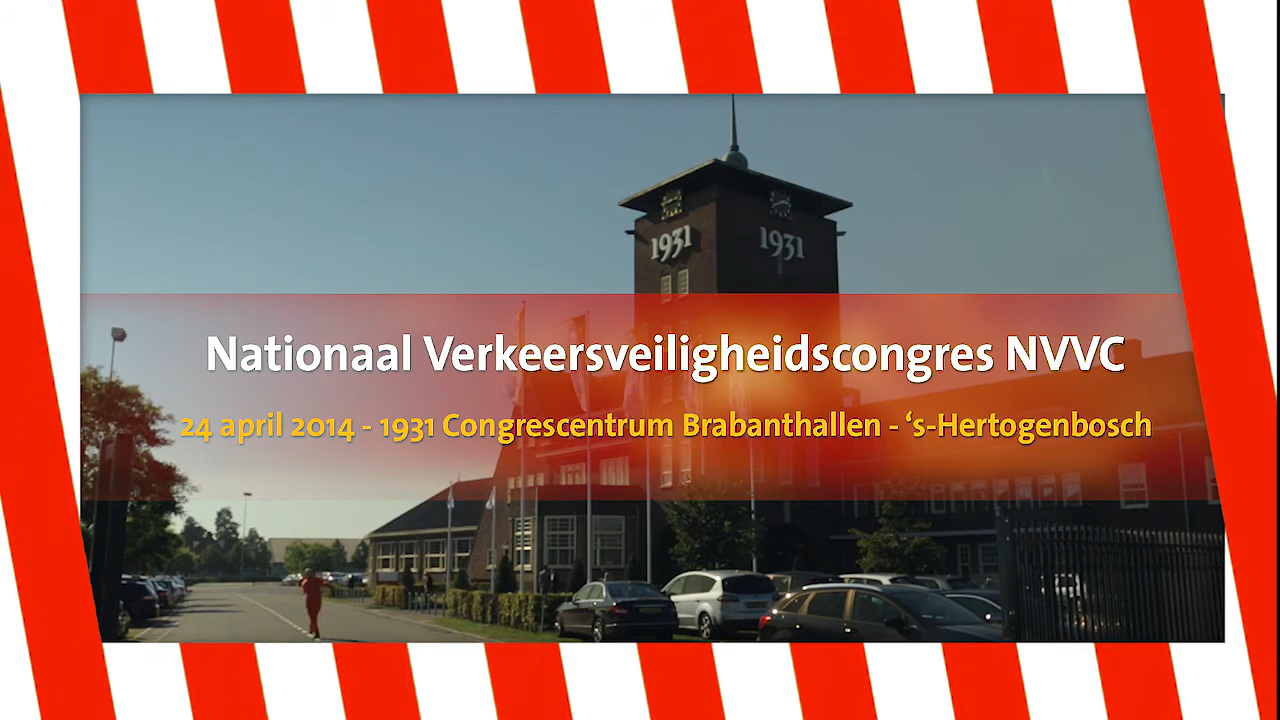 1931 1931
Nationaal Verkeersveiligheidscongres NVVC
24 april 2014 - 1931 Congrescentrum Brabanthallen - ‘s-Hertogenbosch